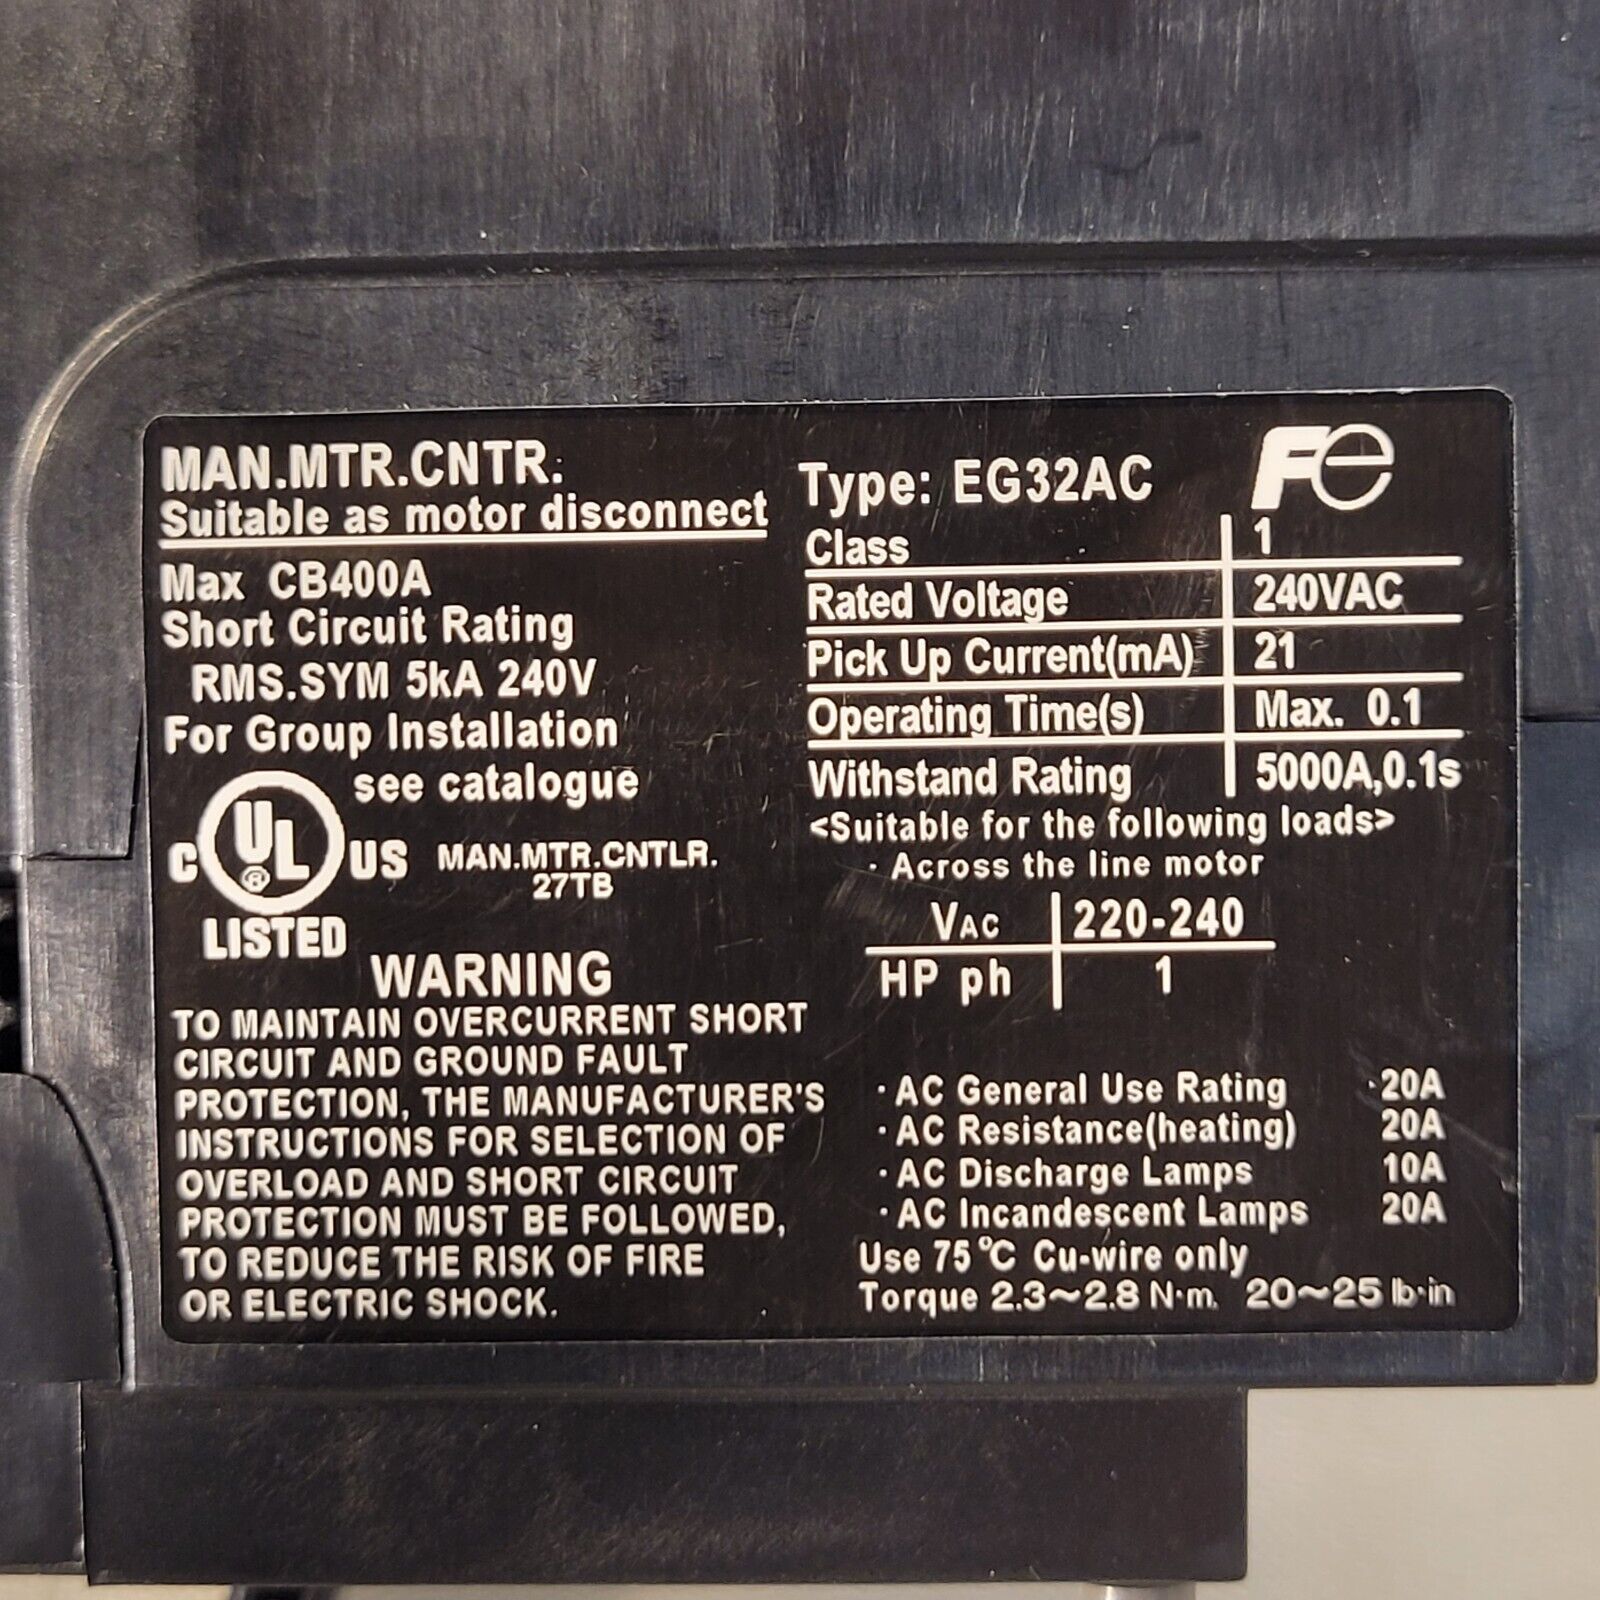 MAN.MTR.CNTR.
Suitable as motor disconnect
Max CB400A
Short Circuit Rating
RMS.SYM 5kA 240V
For Group Installation
see catalogue
C UL ® US
LISTED
MAN.MTR.CNTLR.
27TB
WARNING
TO MAINTAIN OVERCURRENT SHORT
CIRCUIT AND GROUND FAULT
PROTECTION, THE MANUFACTURER'S
INSTRUCTIONS FOR SELECTION OF
OVERLOAD AND SHORT CIRCUIT
PROTECTION MUST BE FOLLOWED,
TO REDUCE THE RISK OF FIRE
OR ELECTRIC SHOCK.
Type: EG32AC Fe
Class 1
Rated Voltage 240VAC
Pick Up Current(mA) 21
Operating Time(s) Max. 0.1
Withstand Rating 5000A,0.1s
<Suitable for the following loads>
· Across the line motor
VAC 220-240
HP ph 1
· AC General Use Rating 20A
· AC Resistance(heating) 20A
· AC Discharge Lamps 10A
· AC Incandescent Lamps 20A
Use 75°C Cu-wire only
Torque 2.3~2.8 N·m. 20~25 lb·in